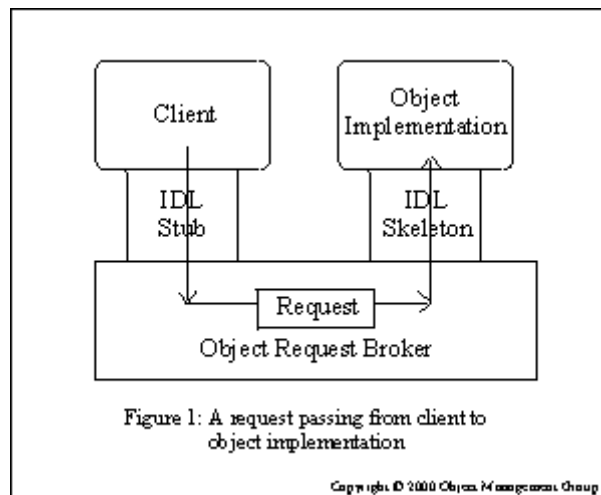 Client
Object
Implementation
IDL
Stub
IDL
Skeleton
Request
Object Request Broker
Figure 1: A request passing from client to
object implementation
Copyright © 2000 Object Management Group